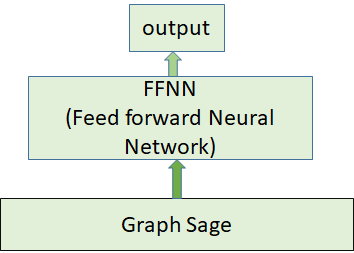 output
FFNN
(Feed forward Neural
Network)
Graph Sage